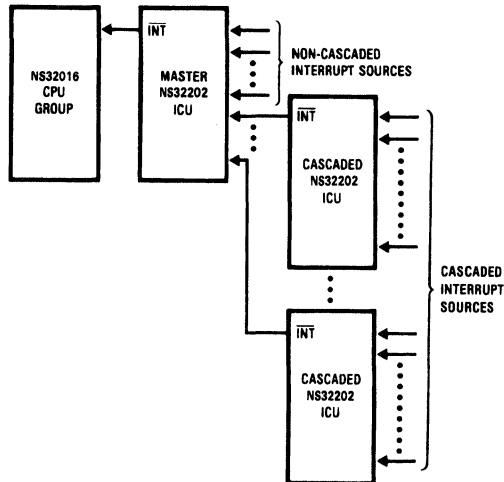 NS32016
CPU
GROUP
INT
MASTER
NS32202
ICU
NON-CASCADED
INTERRUPT SOURCES
INT
CASCADED
NS32202
ICU
CASCADED
INTERRUPT
SOURCES
INT
CASCADED
NS32202
ICU